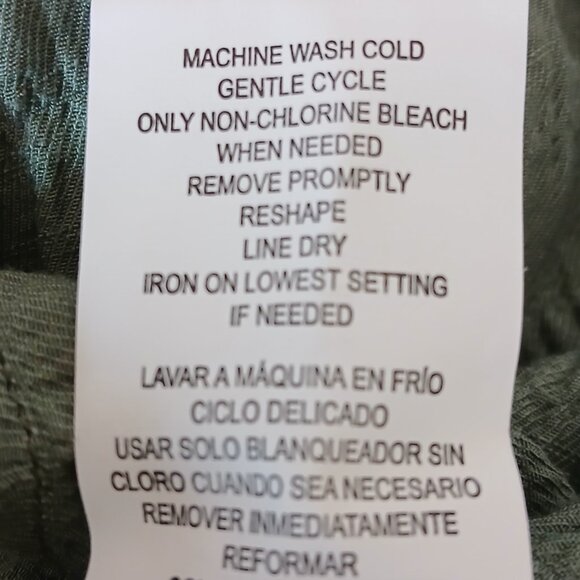 MACHINE WASH COLD
GENTLE CYCLE
ONLY NON-CHLORINE BLEACH
WHEN NEEDED
REMOVE PROMPTLY
RESHAPE
LINE DRY
IRON ON LOWEST SETTING
IF NEEDED
LAVAR A MÁQUINA EN FRÍO
CICLO DELICADO
USAR SOLO BLANQUEADOR SIN
CLORO CUANDO SEA NECESARIO
REMOVER INMEDIATAMENTE
REFORMAR